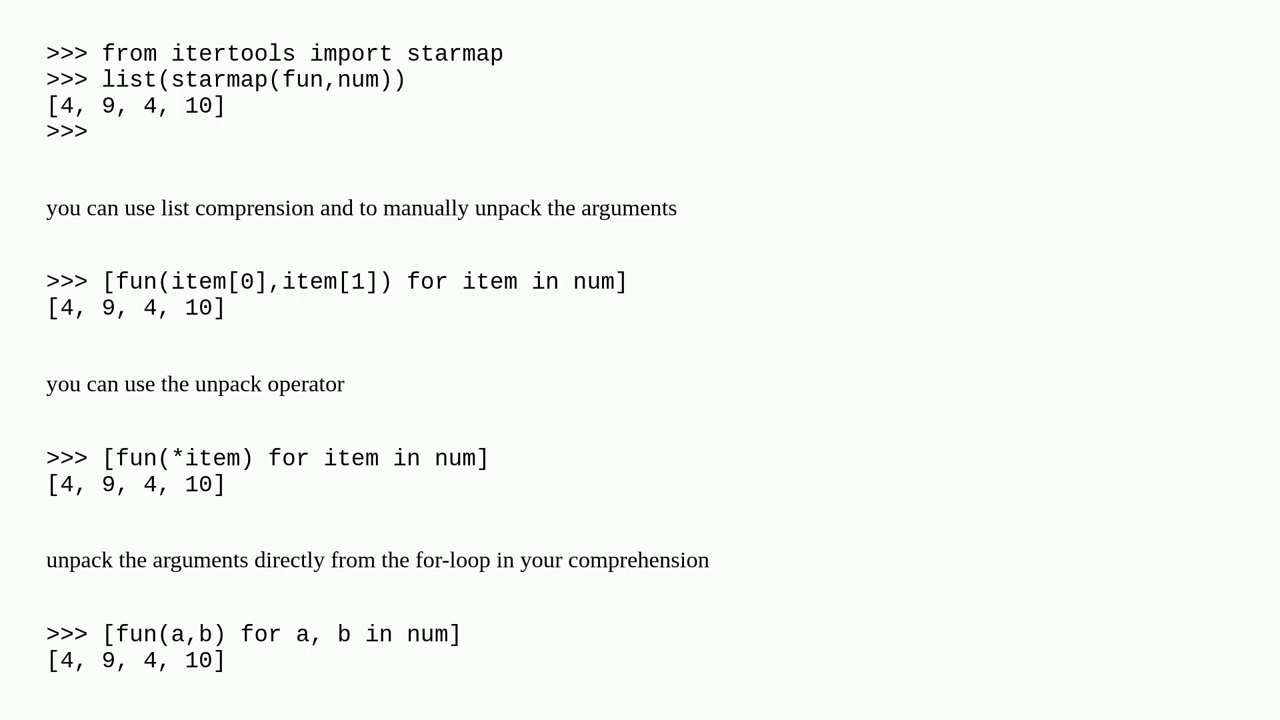 >>> from itertools import starmap
>>> list(starmap(fun,num))
[4, 9, 4, 10]
>>>
you can use list comprension and to manually unpack the arguments
>>> [fun(item[0],item[1]) for item in num]
[4, 9, 4, 10]
you can use the unpack operator
>>> [fun(*item) for item in num]
[4, 9, 4, 10]
unpack the arguments directly from the for-loop in your comprehension
>>> [fun(a,b) for a, b in num]
[4, 9, 4, 10]